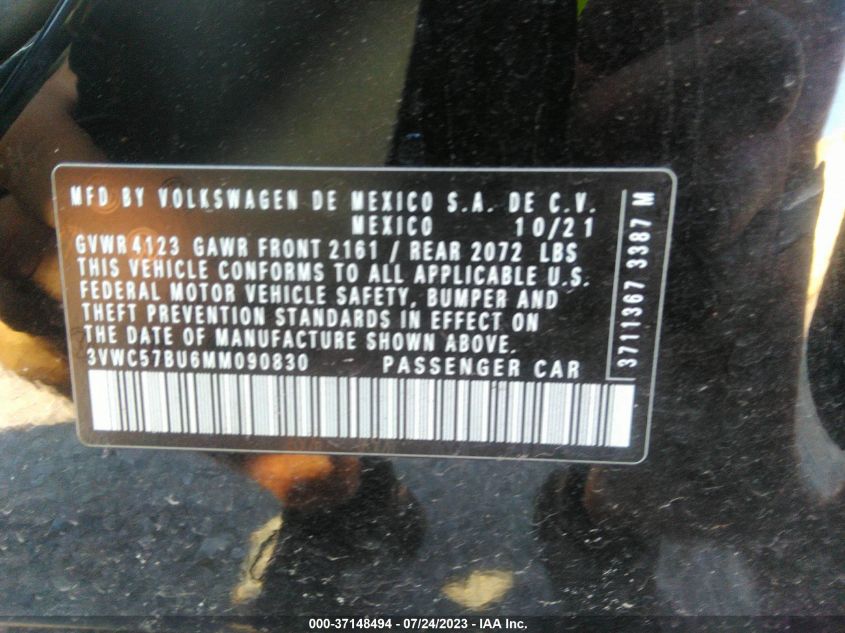 MFD BY VOLKSWAGEN DE MEXICO S.A. DE C.V.
MEXICO 10/21
GVWR 4123 GAWR FRONT 2161 / REAR 2072 LBS
THIS VEHICLE CONFORMS TO ALL APPLICABLE U.S.
FEDERAL MOTOR VEHICLE SAFETY, BUMPER AND
THEFT PREVENTION STANDARDS IN EFFECT ON
THE DATE OF MANUFACTURE SHOWN ABOVE.
3VWC57BU6MM090830 PASSENGER CAR
3711367 3387 M
000-37148494 - 07/24/2023 - IAA Inc.